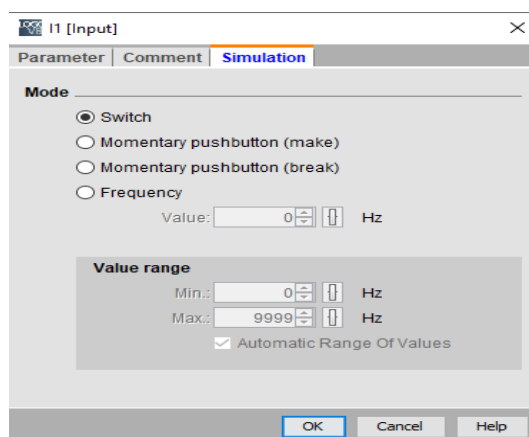 I1 [Input]
Parameter Comment Simulation
Mode
Switch
Momentary pushbutton (make)
Momentary pushbutton (break)
Frequency
Value: 0 Hz
Value range
Min.: 0 Hz
Max.: 9999 Hz
Automatic Range Of Values
OK Cancel Help